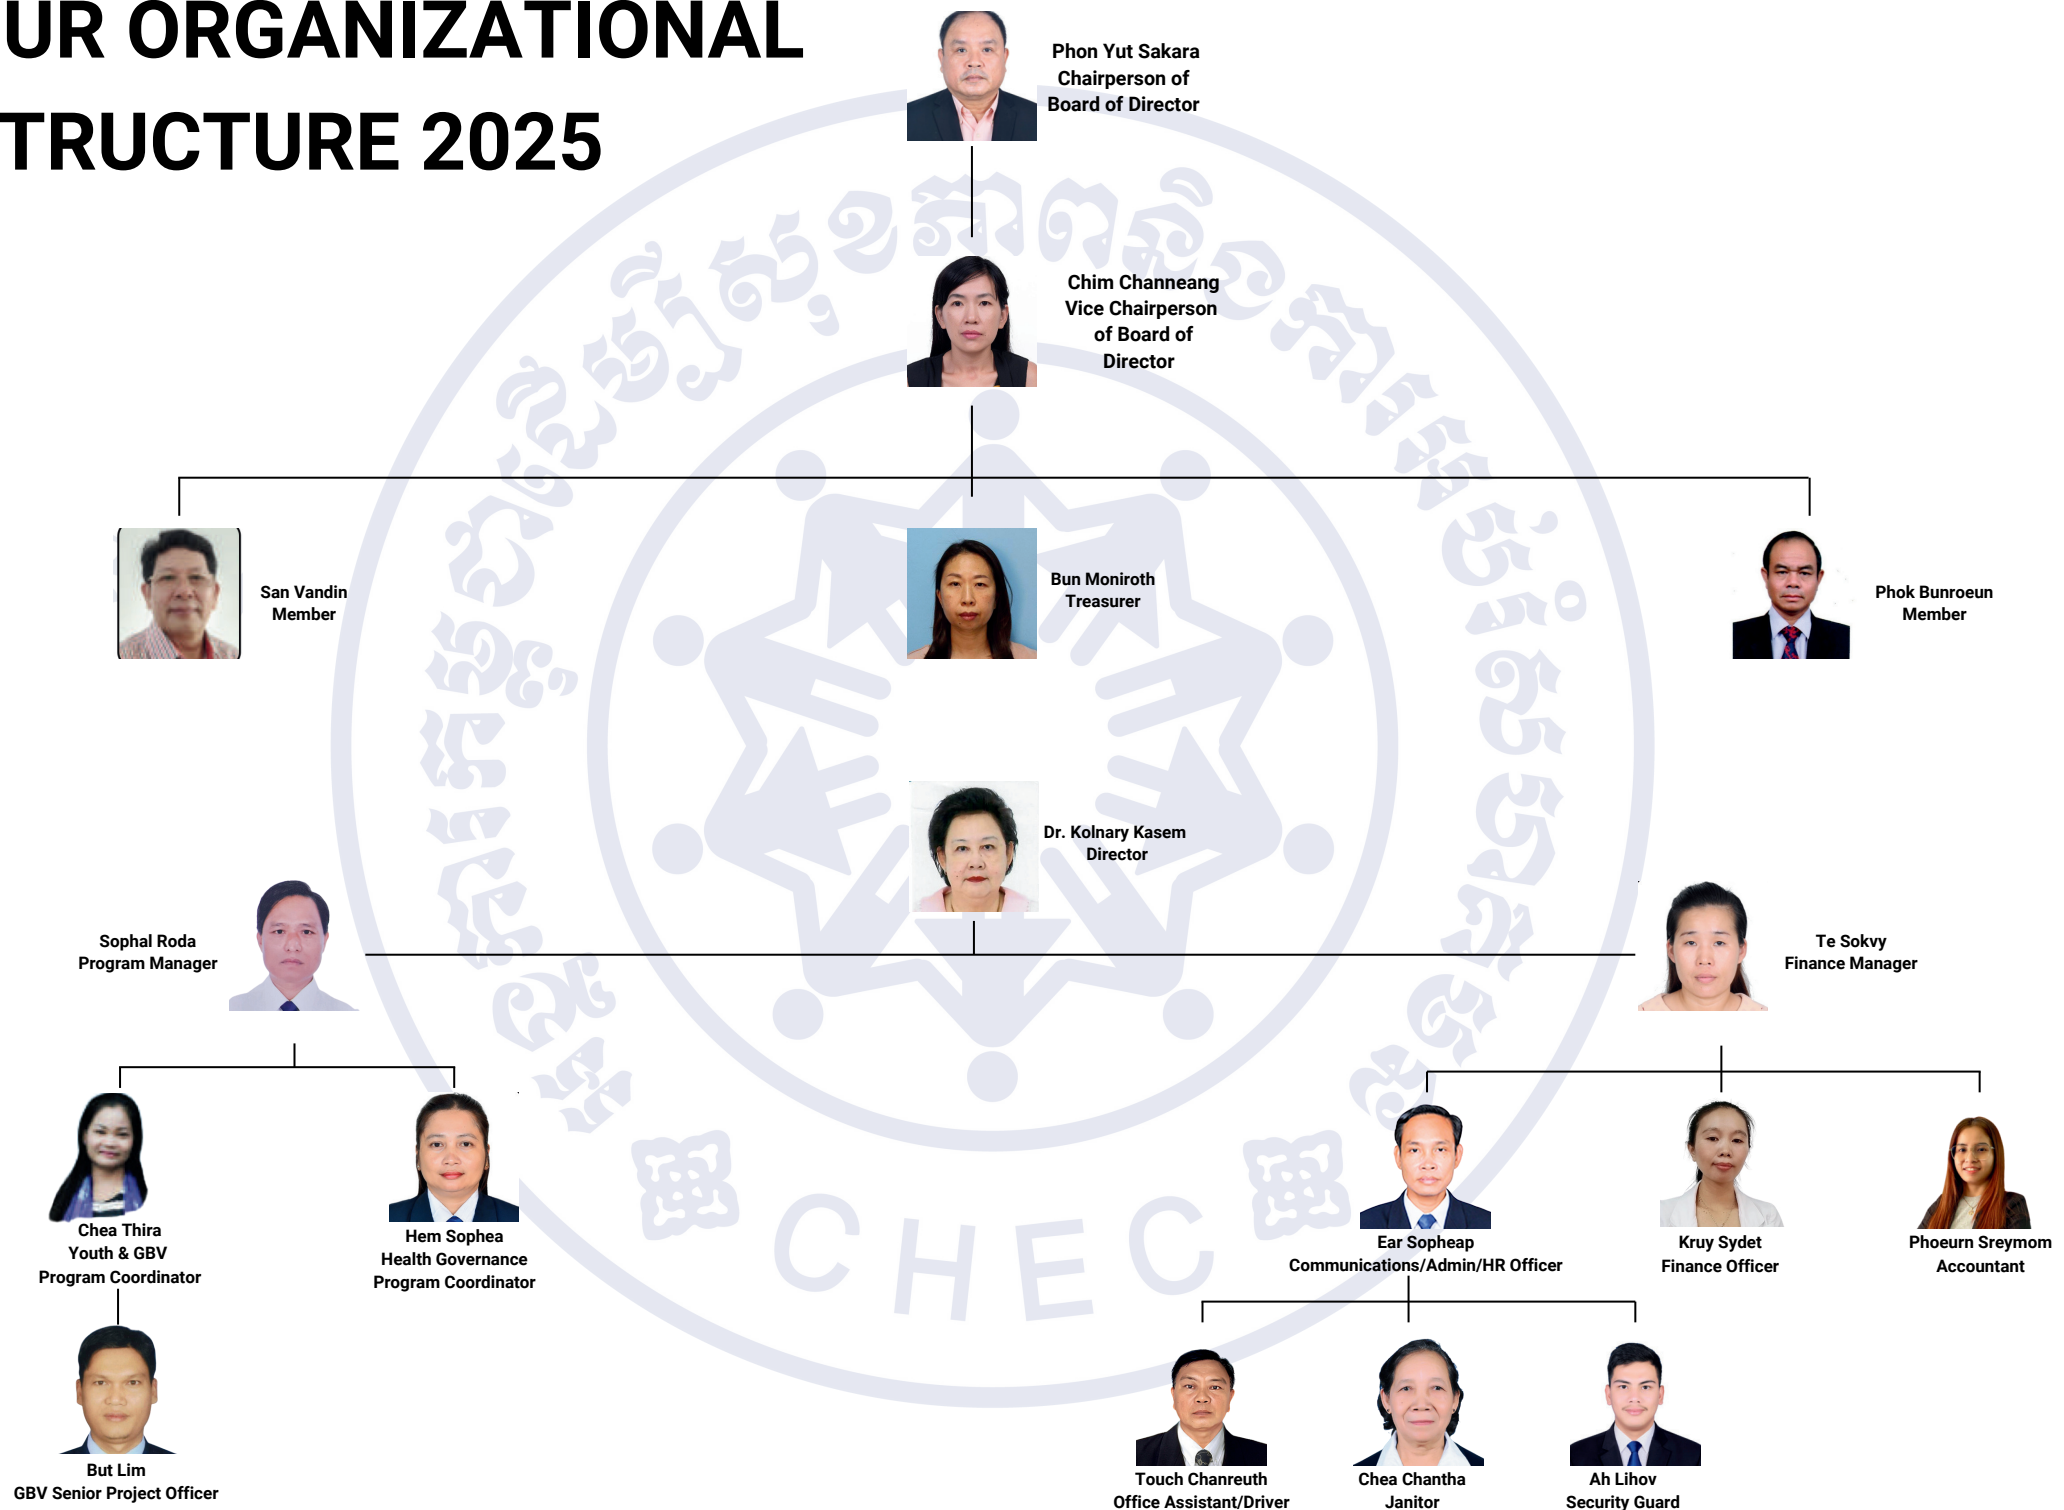 UR ORGANIZATIONAL
TRUCTURE 2025
Phon Yut Sakara
Chairperson of
Board of Director
Chim Channeang
Vice Chairperson
of Board of
Director
San Vandin
Member
Bun Moniroth
Treasurer
Phok Bunroeun
Member
Dr. Kolnary Kasem
Director
Sophal Roda
Program Manager
Te Sokvy
Finance Manager
Chea Thira
Youth & GBV
Program Coordinator
Hem Sophea
Health Governance
Program Coordinator
Ear Sopheap
Communications/Admin/HR Officer
Kruy Sydet
Finance Officer
Phoeurn Sreymom
Accountant
But Lim
GBV Senior Project Officer
Touch Chanreuth
Office Assistant/Driver
Chea Chantha
Janitor
Ah Lihov
Security Guard
CHEC